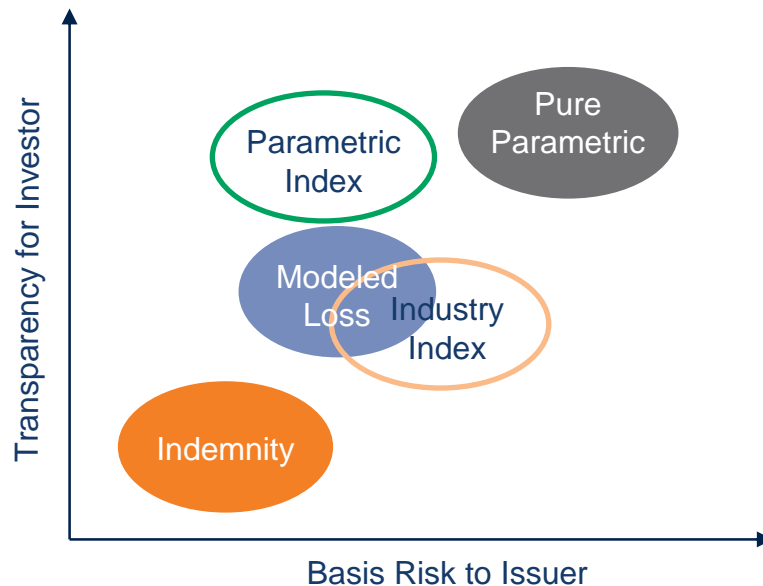 Transparency for Investor
Pure
Parametric
Parametric
Index
Modeled
Loss
Industry
Index
Indemnity
Basis Risk to Issuer